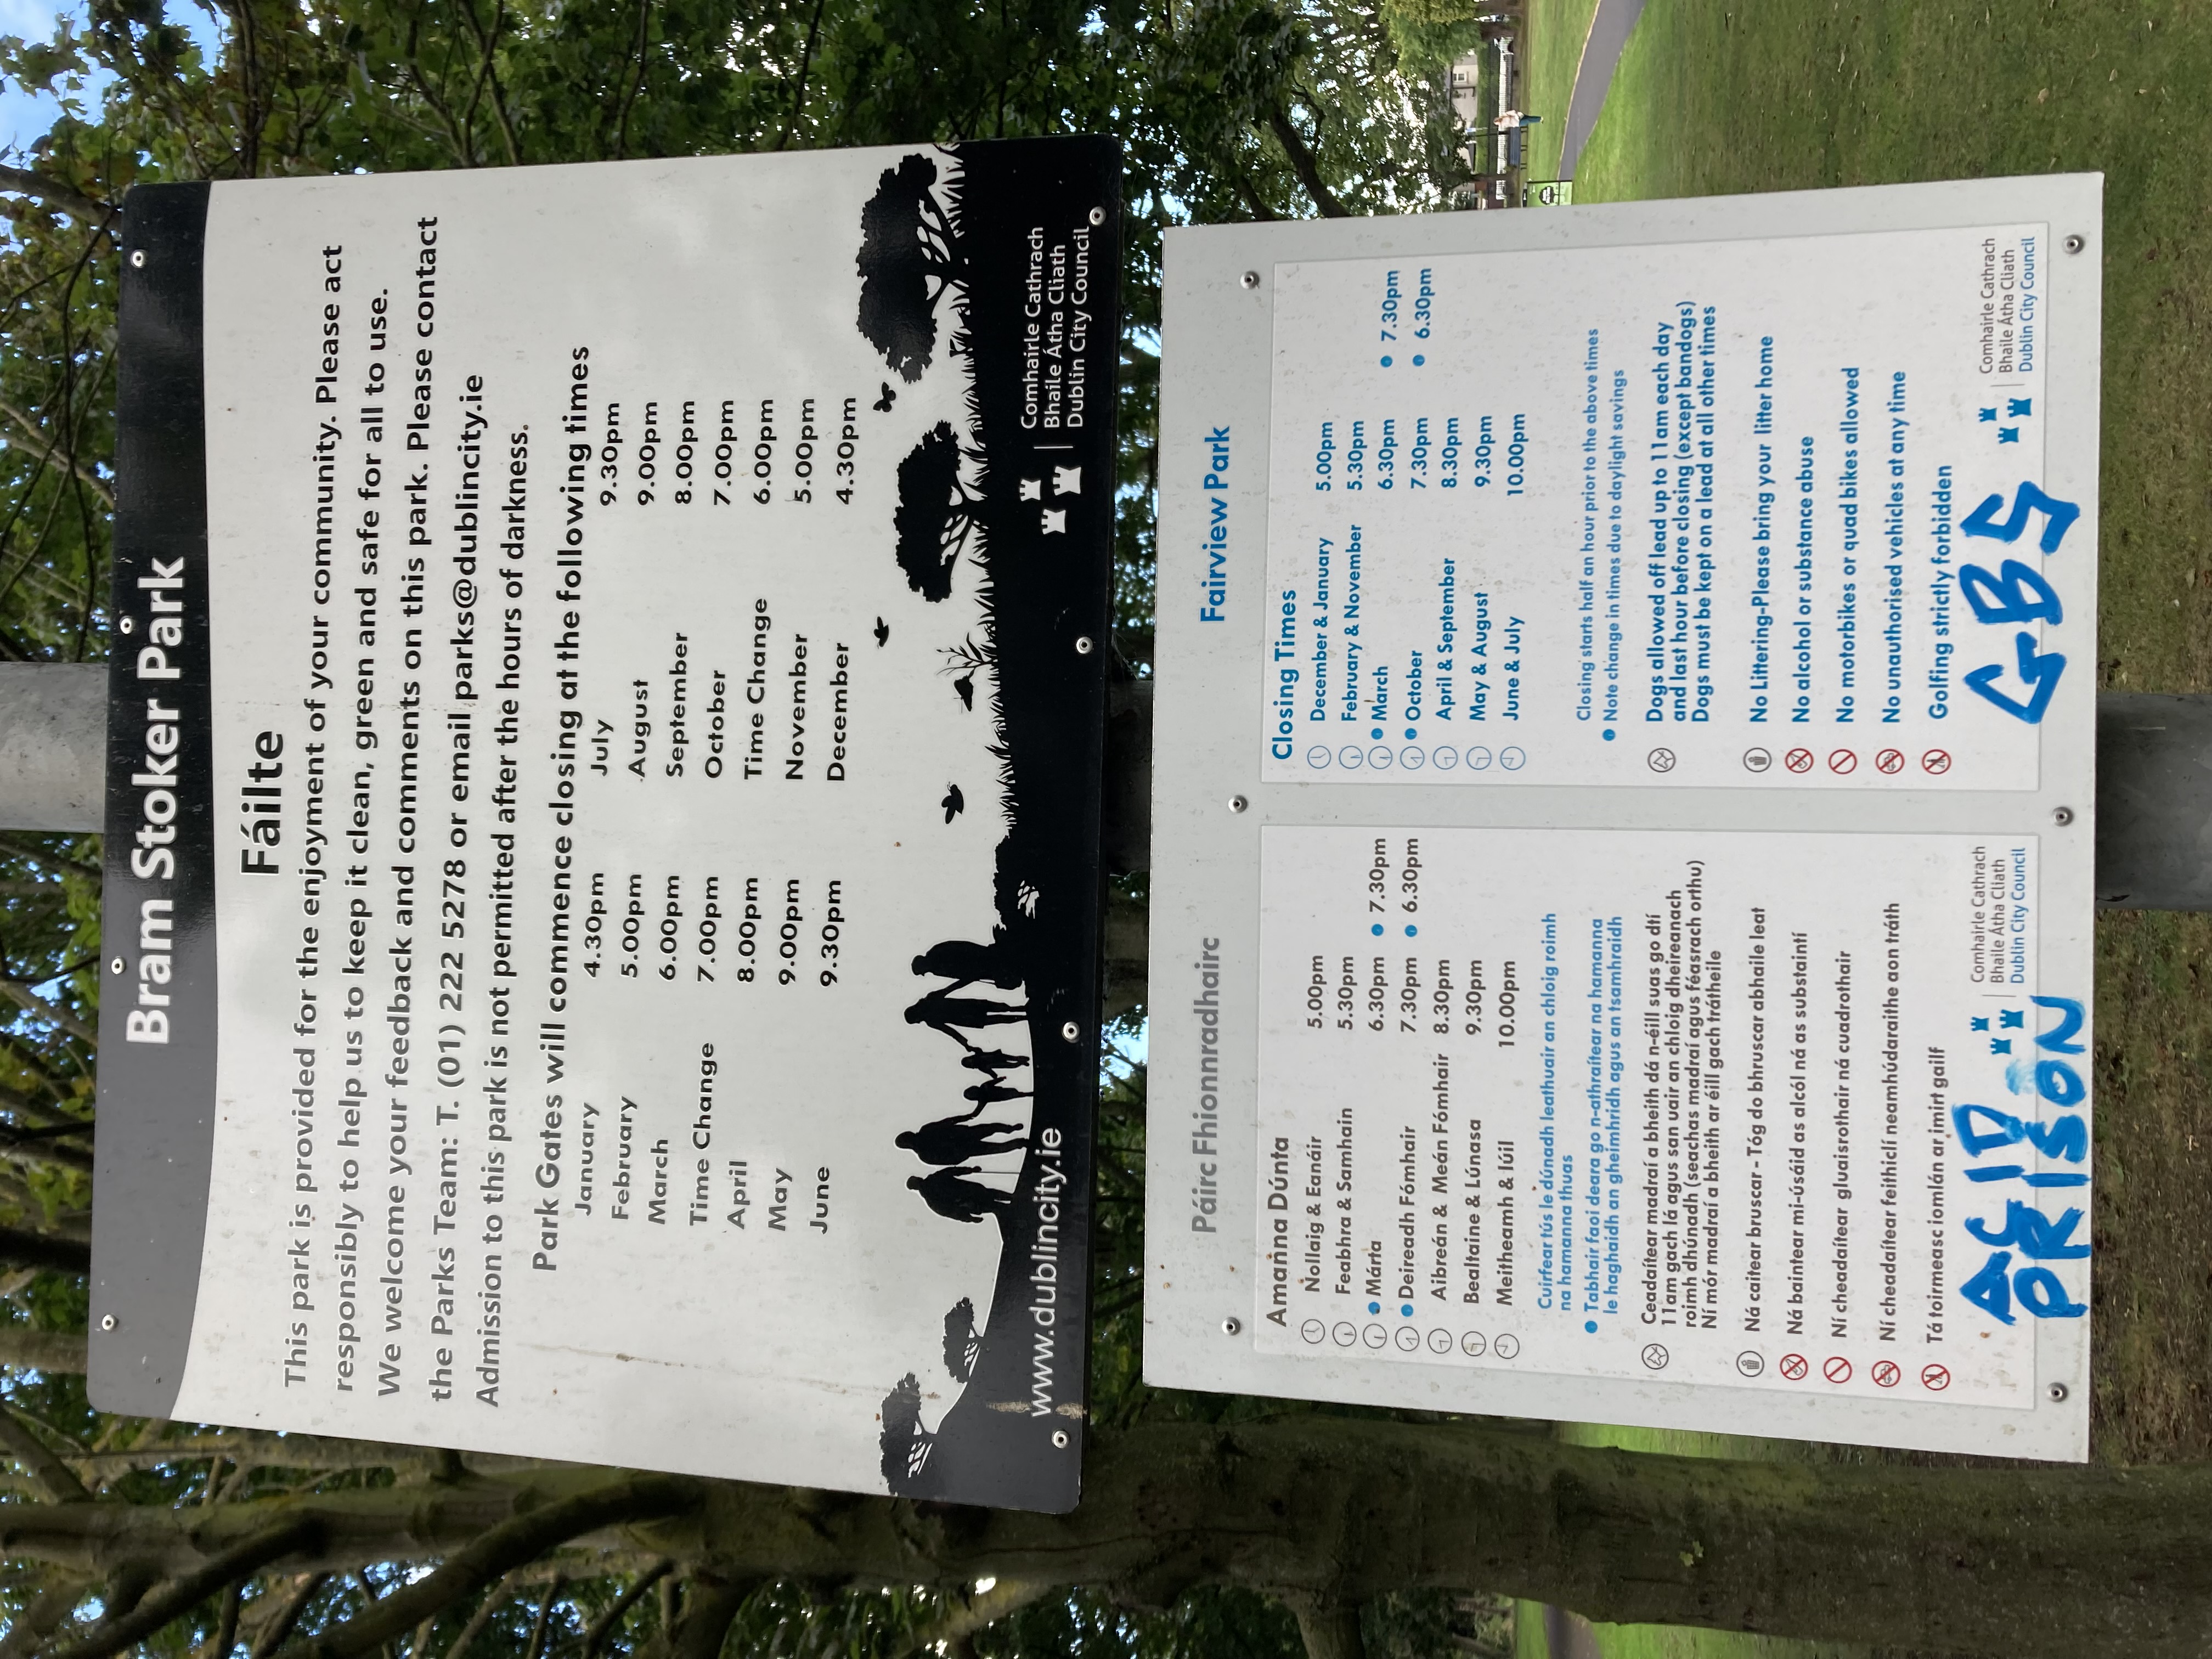 Bram Stoker Park
Fáilte
This park is provided for the enjoyment of your community. Please act
responsibly to help us to keep it clean, green and safe for all to use.
We welcome your feedback and comments on this park. Please contact
the Parks Team: T. (01) 222 5278 or email parks@dublincity.ie
Admission to this park is not permitted after the hours of darkness.
Park Gates will commence closing at the following times
January 4.30pm July 9.30pm
February 5.00pm August 9.00pm
March 6.00pm September 8.00pm
Time Change 7.00pm October 7.00pm
April 8.00pm Time Change 6.00pm
May 9.00pm November 5.00pm
June 9.30pm December 4.30pm
www.dublincity.ie
Comhairle Cathrach
Bhaile Átha Cliath
Dublin City Council
Páirc Fhionnradhairc
Amanna Dúnta
Nollaig & Eanáir 5.00pm
Feabhra & Samhain 5.30pm
Márta 6.30pm 7.30pm
Deireadh Fómhair 7.30pm 6.30pm
Aibreán & Meán Fómhair 8.30pm
Bealtaine & Lúnasa 9.30pm
Meitheamh & Iúil 10.00pm
Cuirfear tús le dúnadh leathuair an chloig roimh
na hamanna thuas
Tabhair faoi deara go n-athraítear na hamanna
le haghaidh an gheimhridh agus an tsamhraidh
Ceadaítear madraí a bheith dá n-éill suas go dtí
11am gach lá agus san uair an chloig dheireanach
roimh dhúnadh (seachas madraí agus féasrach orthu)
Ní mór madraí a bheith ar éill gach trátheile
Ná caitear bruscar - Tóg do bhruscar abhaile leat
Ná baintear mi-úsáid as alcól ná as substaintí
Ní cheadaítear gluaisrothair ná cuadrothair
Ní cheadaítear feithiclí neamhúdaraithe aon tráth
Tá toirmeasc iomlán ar imirt gailf
ACID
PRISON
Comhairle Cathrach
Bhaile Átha Cliath
Dublin City Council
Fairview Park
Closing Times
December & January 5.00pm
February & November 5.30pm
March 6.30pm 7.30pm
October 7.30pm 6.30pm
April & September 8.30pm
May & August 9.30pm
June & July 10.00pm
Closing starts half an hour prior to the above times
Note change in times due to daylight savings
Dogs allowed off lead up to 11am each day
and last hour before closing (except bandogs)
Dogs must be kept on a lead at all other times
No Littering-Please bring your litter home
No alcohol or substance abuse
No motorbikes or quad bikes allowed
No unauthorised vehicles at any time
Golfing strictly forbidden
GBS
Comhairle Cathrach
Bhaile Átha Cliath
Dublin City Council